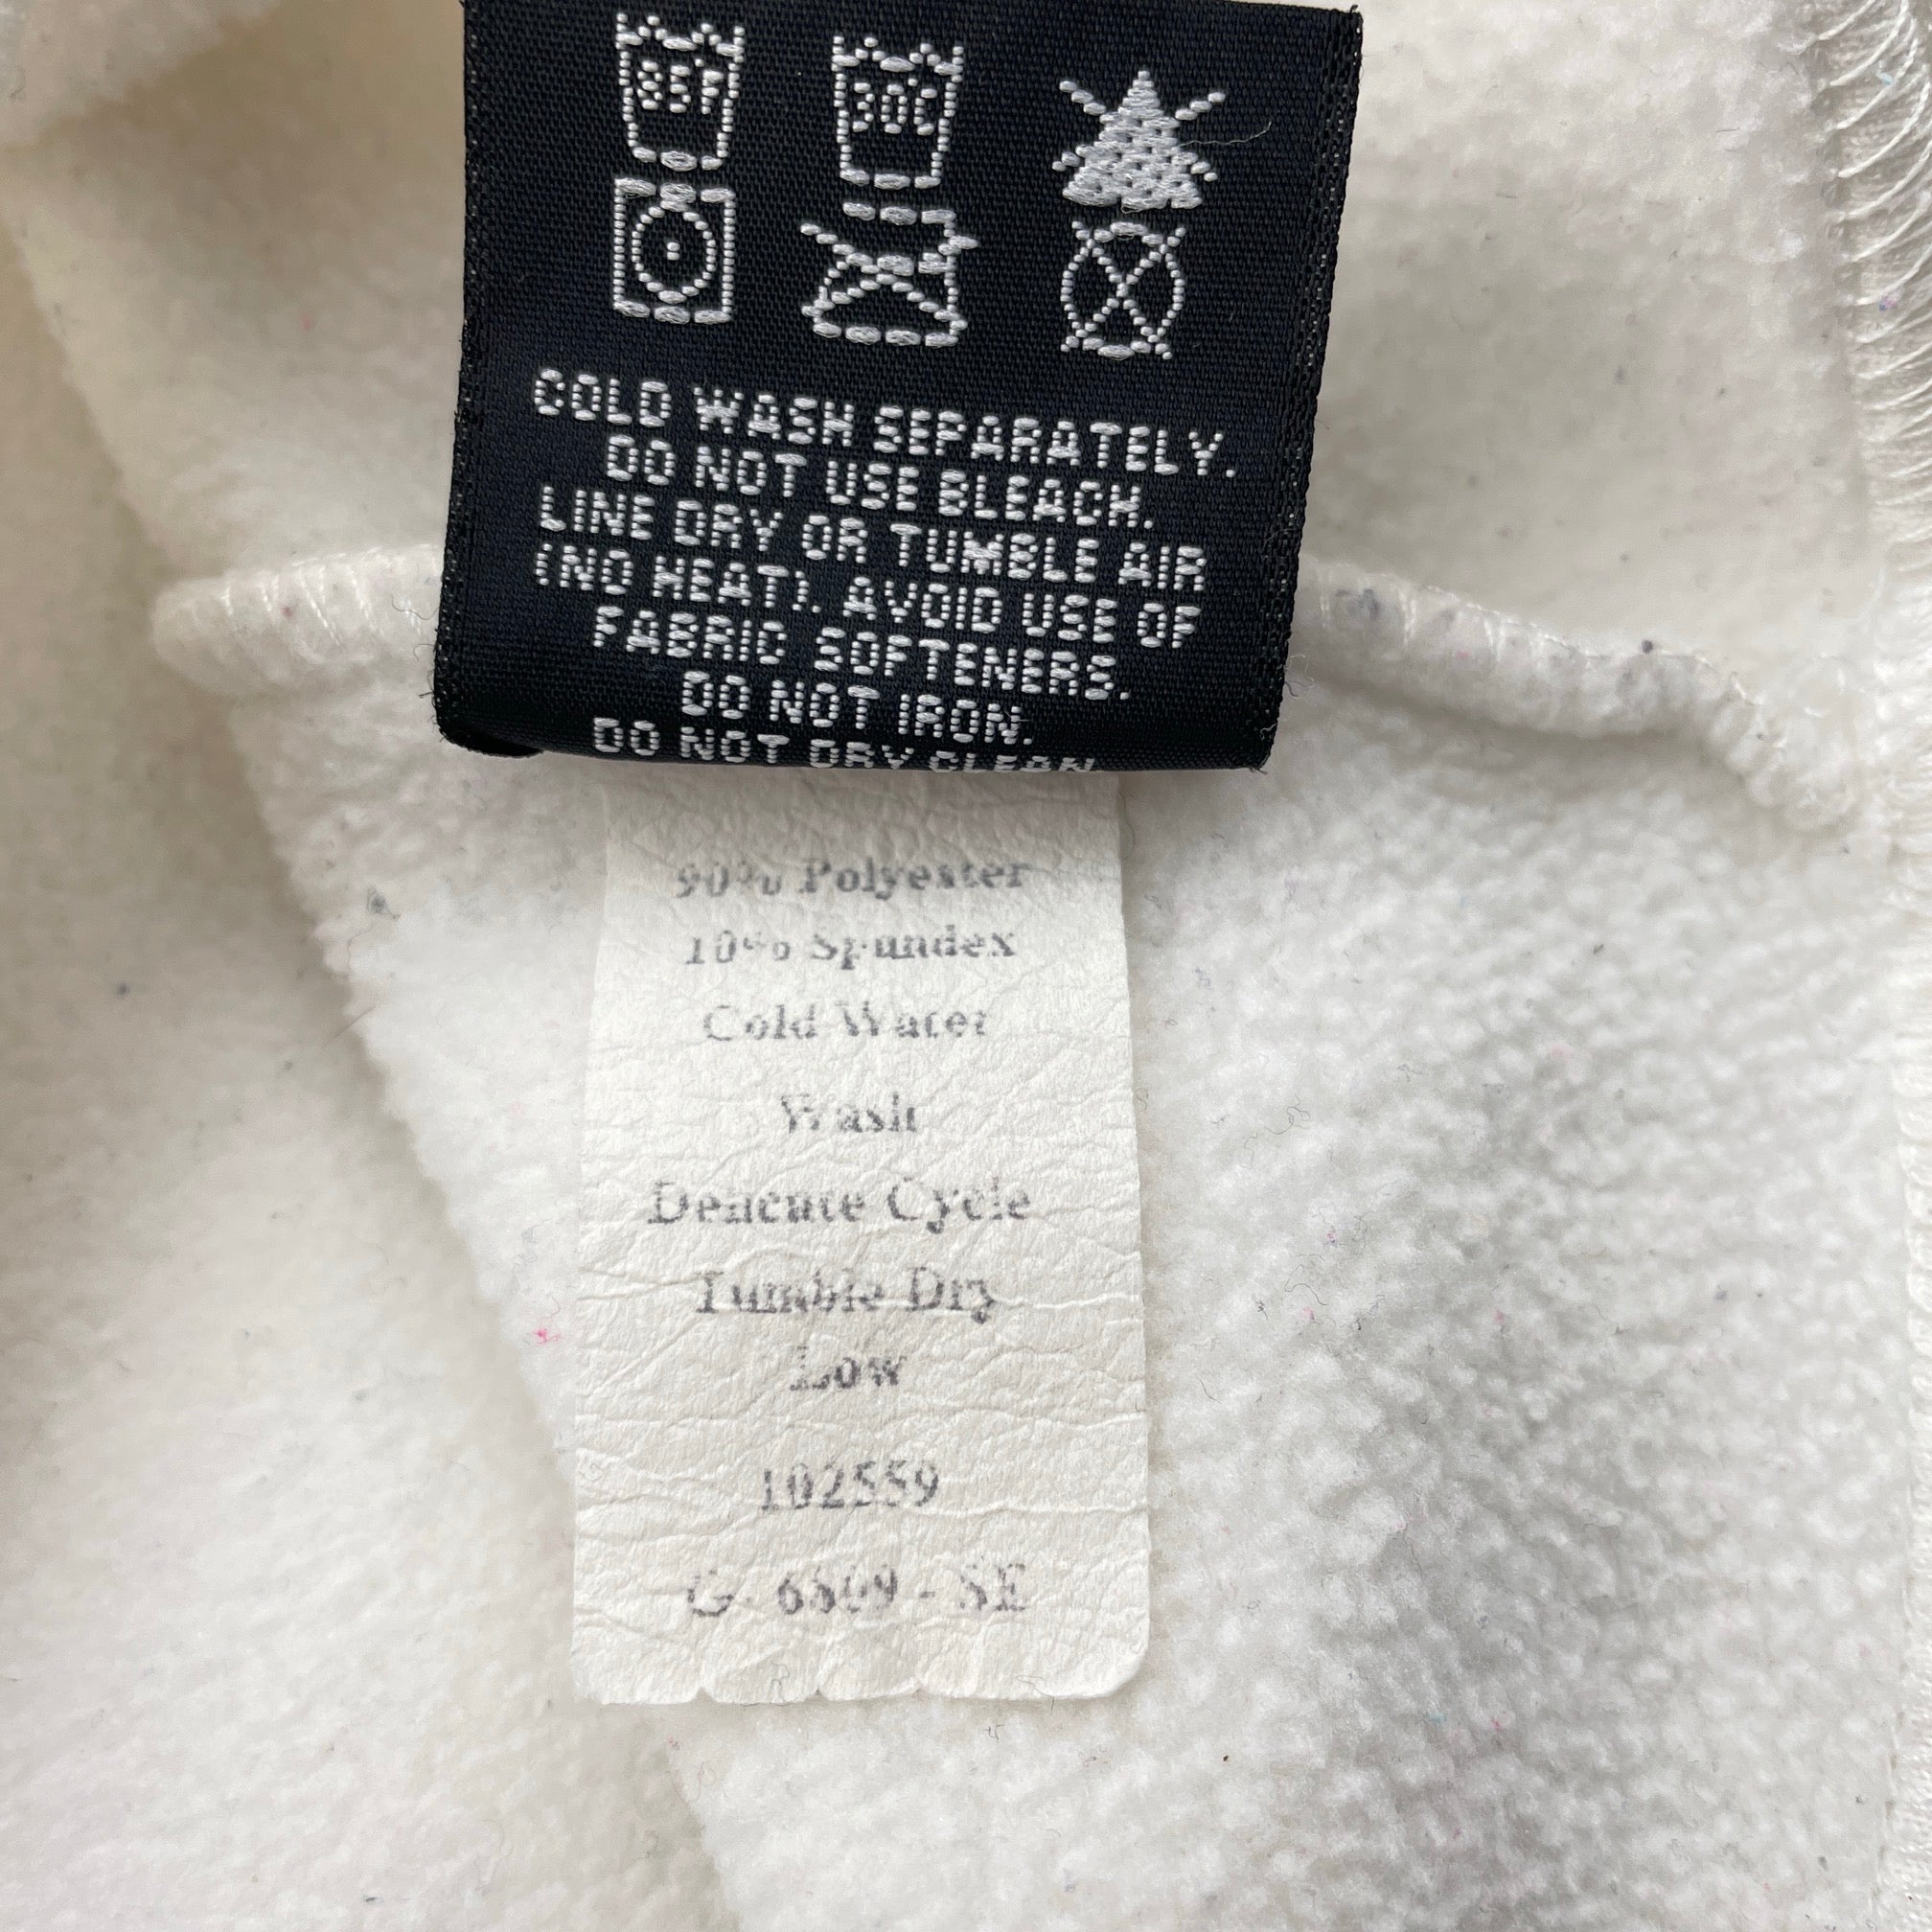 85F 30C
COLD WASH SEPARATELY.
DO NOT USE BLEACH.
LINE DRY OR TUMBLE AIR
(NO HEAT). AVOID USE OF
FABRIC SOFTENERS.
DO NOT IRON.
DO NOT DRY CLEAN
90% Polyester
10% Spandex
Cold Water
Wash
Delicate Cycle
Tumble Dry
Low
102559
G- 6809 - SE